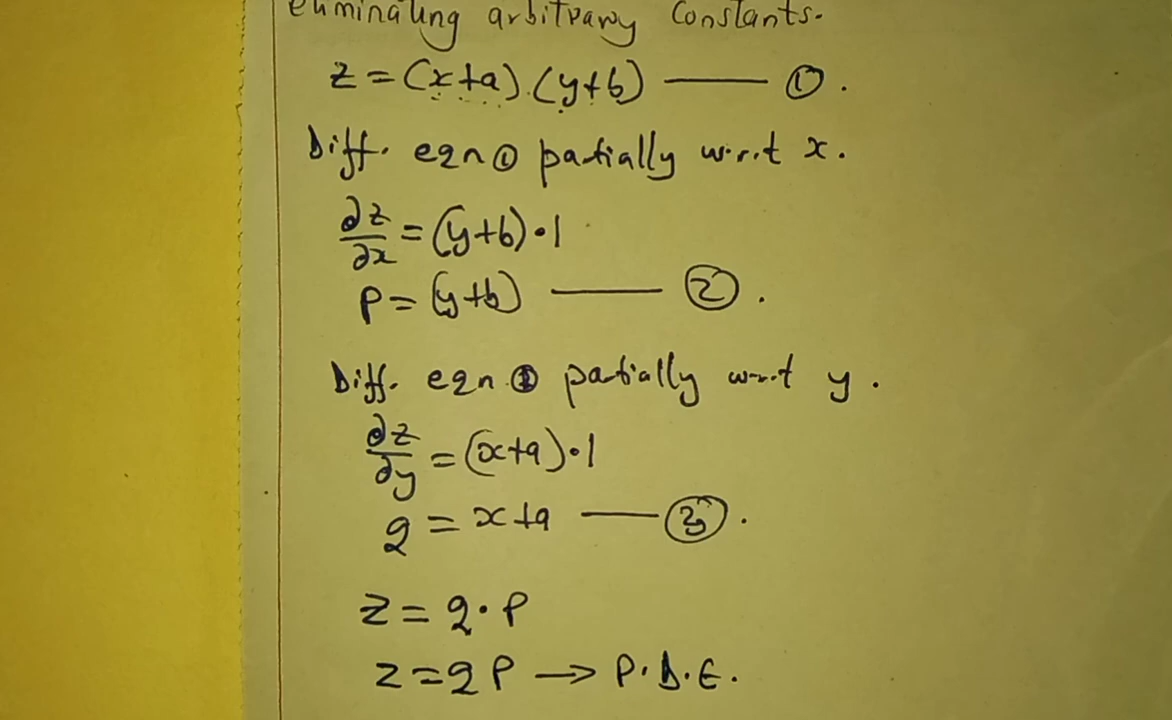 eliminating arbitrary Constants.
z = (x+a) (y+b) —— ①.
Diff. eqn ① partially w.r.t x.
∂z/∂x = (y+b)•1
P = (y+b) —— ②.
Diff. eqn ① partially w.r.t y.
∂z/∂y = (x+a)•1
q = x+a —— ③.
z = q•P
z = qP → P.D.E.